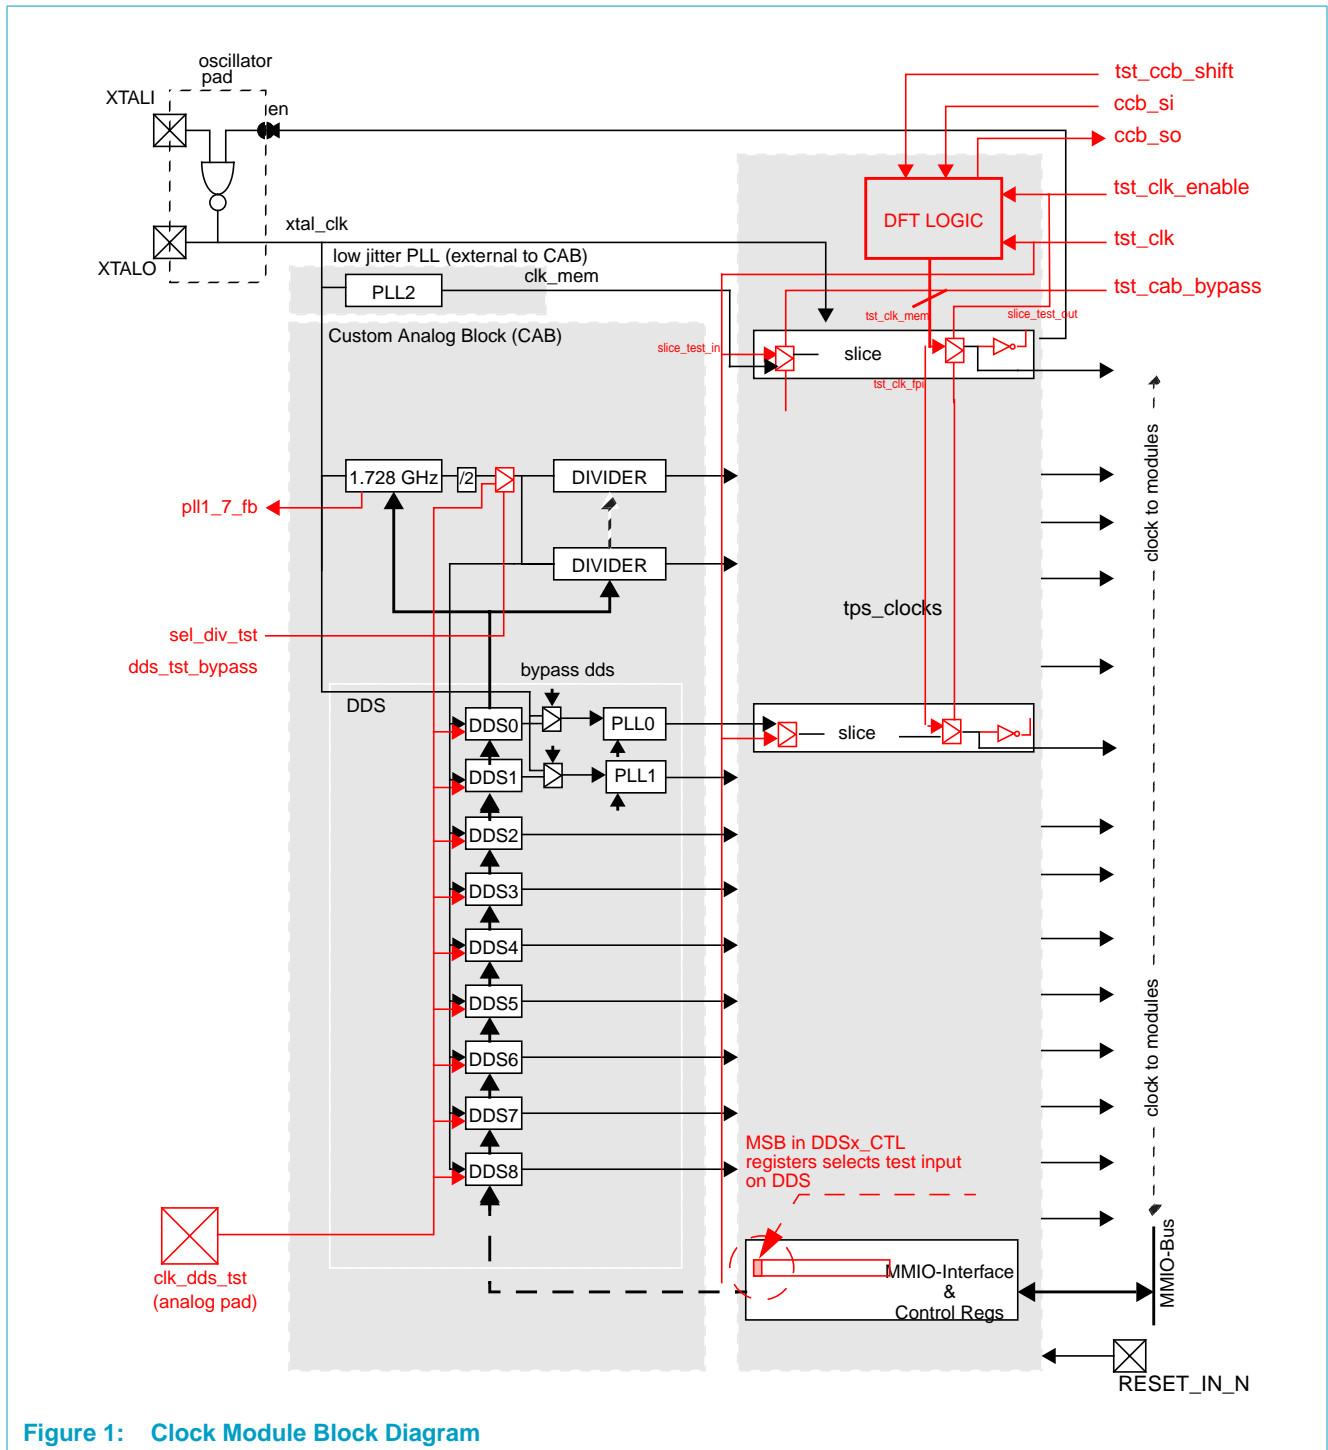 oscillator
pad
XTALI
en
XTALO
xtal_clk
low jitter PLL (external to CAB)
clk_mem
PLL2
Custom Analog Block (CAB)
tst_ccb_shift
ccb_si
ccb_so
tst_clk_enable
tst_clk
tst_cab_bypass
DFT LOGIC
tst_clk_mem
slice_test_out
slice_test_in
slice
tst_clk_fpi
1.728 GHz
/2
DIVIDER
pll1_7_fb
DIVIDER
sel_div_tst
dds_tst_bypass
tps_clocks
clock to modules
bypass dds
DDS
DDS0
PLL0
slice
DDS1
PLL1
DDS2
DDS3
DDS4
DDS5
DDS6
DDS7
DDS8
clock to modules
MSB in DDSx_CTL
registers selects test input
on DDS
clk_dds_tst
(analog pad)
MMIO-Interface
&
Control Regs
MMIO-Bus
RESET_IN_N
Figure 1: Clock Module Block Diagram